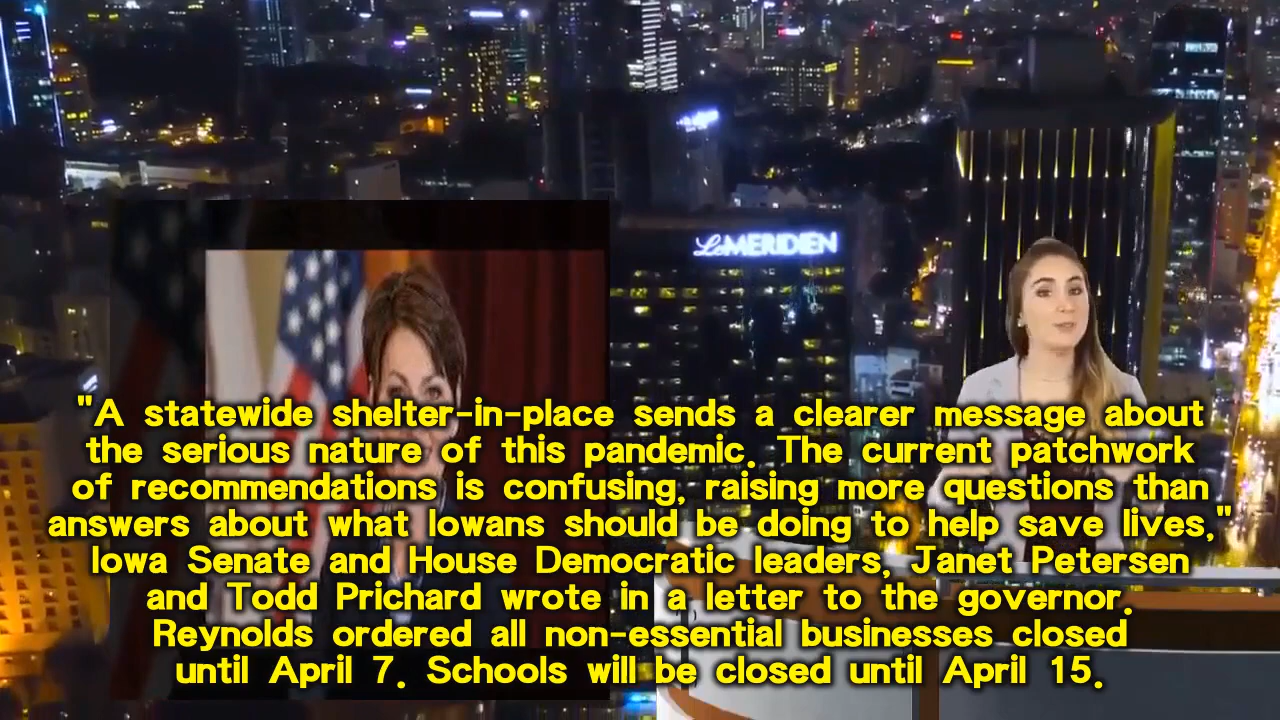 LeMERIDIEN
"A statewide shelter-in-place sends a clearer message about
the serious nature of this pandemic. The current patchwork
of recommendations is confusing, raising more questions than
answers about what Iowans should be doing to help save lives,"
Iowa Senate and House Democratic leaders, Janet Petersen
and Todd Prichard wrote in a letter to the governor.
Reynolds ordered all non-essential businesses closed
until April 7. Schools will be closed until April 15.